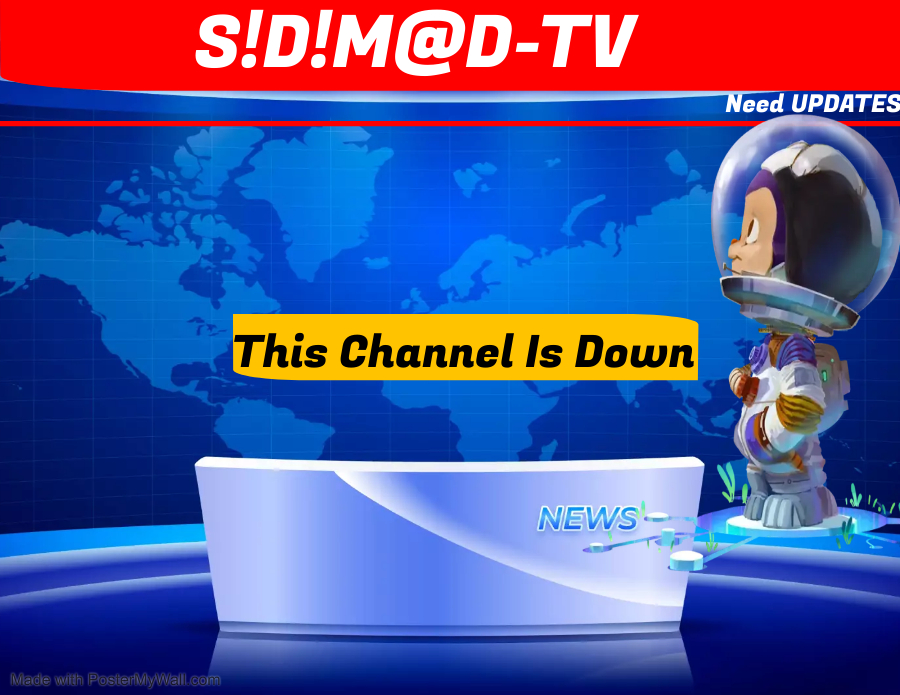 S!D!M@D-TV
Need UPDATES
This Channel Is Down
NEWS
Made with PosterMyWall.com